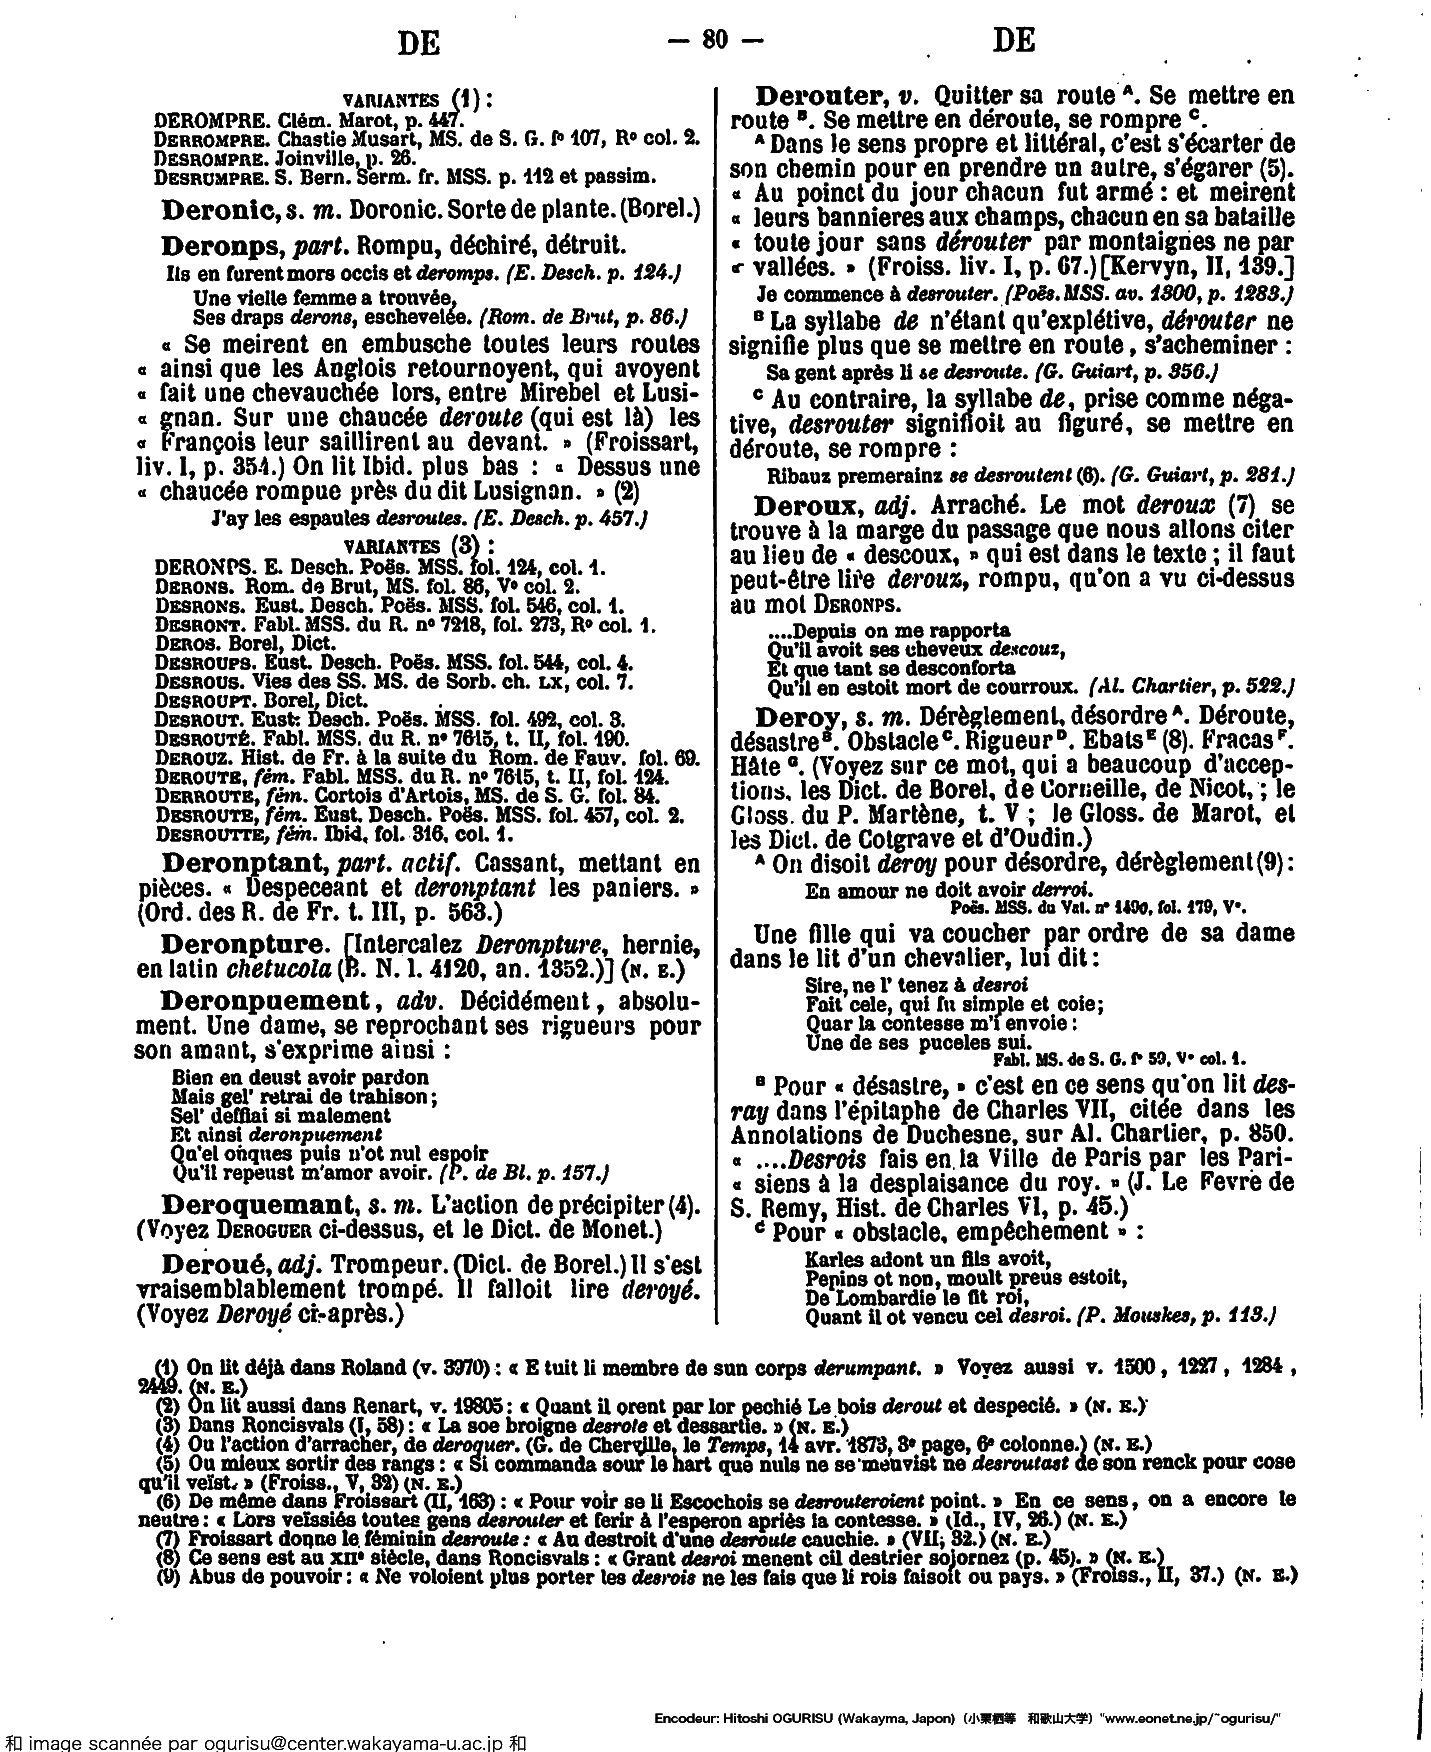 DE — 80 — DE
VARIANTES (1) :
DEROMPRE. Clém. Marot, p. 447.
DERROMPRE. Chastie Musart, MS. de S. G. fº 107, Rº col. 2.
DESROMPRE. Joinville, p. 26.
DESRUMPRE. S. Bern. Serm. fr. MSS. p. 112 et passim.
Deronic, s. m. Doronic. Sorte de plante. (Borel.)
Deronps, part. Rompu, déchiré, détruit.
Ils en furent mors occis et deromps. (E. Desch. p. 124.)
Une vielle femme a trouvée,
Ses draps derons, eschevelée. (Rom. de Brut, p. 86.)
« Se meirent en embusche toutes leurs routes
« ainsi que les Anglois retournoyent, qui avoyent
« fait une chevauchée lors, entre Mirebel et Lusi-
« gnan. Sur une chaucée deroute (qui est là) les
« François leur saillirent au devant. » (Froissart,
liv. I, p. 351.) On lit Ibid. plus bas : « Dessus une
« chaucée rompue près du dit Lusignan. » (2)
J'ay les espaules desroutes. (E. Desch. p. 457.)
VARIANTES (3) :
DERONPS. E. Desch. Poës. MSS. fol. 124, col. 1.
DERONS. Rom. de Brut, MS. fol. 86, Vº col. 2.
DESRONS. Eust. Desch. Poës. MSS. fol. 546, col. 1.
DESRONT. Fabl. MSS. du R. nº 7218, fol. 273, Rº col. 1.
DEROS. Borel, Dict.
DESROUPS. Eust. Desch. Poës. MSS. fol. 544, col. 4.
DESROUS. Vies des SS. MS. de Sorb. ch. LX, col. 7.
DESROUPT. Borel, Dict.
DESROUT. Eust. Desch. Poës. MSS. fol. 492, col. 3.
DESROUTÉ. Fabl. MSS. du R. nº 7615, t. II, fol. 190.
DEROUZ. Hist. de Fr. à la suite du Rom. de Fauv. fol. 69.
DEROUTE, fém. Fabl. MSS. du R. nº 7615, t. II, fol. 124.
DERROUTE, fém. Cortois d'Artois, MS. de S. G. fol. 84.
DESROUTE, fém. Eust. Desch. Poës. MSS. fol. 457, col. 2.
DESROUTTE, fém. Ibid. fol. 316, col. 1.
Deronptant, part. actif. Cassant, mettant en
pièces. « Despeceant et deronptant les paniers. »
(Ord. des R. de Fr. t. III, p. 563.)
Deronpture. [Intercalez Deronpture, hernie,
en latin chetucola (B. N. l. 4120, an. 1352.)] (N. E.)
Deronpuement, adv. Décidément, absolu-
ment. Une dame, se reprochant ses rigueurs pour
son amant, s'exprime ainsi :
Bien en deust avoir pardon
Mais gel' retrai de trahison ;
Sel' deffiai si malement
Et ainsi deronpuement
Qu'el onques puis n'ot nul espoir
Qu'il repeust m'amor avoir. (P. de Bl. p. 157.)
Deroquemant, s. m. L'action de précipiter (4).
(Voyez DEROGUER ci-dessus, et le Dict. de Monet.)
Deroué, adj. Trompeur. (Dict. de Borel.) Il s'est
vraisemblablement trompé. Il falloit lire deroyé.
(Voyez Deroyé ci-après.)
Derouter, v. Quitter sa route A. Se mettre en
route B. Se mettre en déroute, se rompre C.
A Dans le sens propre et littéral, c'est s'écarter de
son chemin pour en prendre un autre, s'égarer (5).
« Au poinct du jour chacun fut armé : et meirent
« leurs bannieres aux champs, chacun en sa bataille
« toute jour sans dérouter par montaignes ne par
« vallées. » (Froiss. liv. I, p. 67.) [Kervyn, II, 139.]
Je commence à desrouter. (Poës. MSS. av. 1300, p. 1283.)
B La syllabe de n'étant qu'explétive, dérouter ne
signifie plus que se mettre en route, s'acheminer :
Sa gent après li se desroute. (G. Guiart, p. 356.)
C Au contraire, la syllabe de, prise comme néga-
tive, desrouter signifioit au figuré, se mettre en
déroute, se rompre :
Ribauz premerainz se desroutent (6). (G. Guiart, p. 281.)
Deroux, adj. Arraché. Le mot deroux (7) se
trouve à la marge du passage que nous allons citer
au lieu de « descoux, » qui est dans le texte ; il faut
peut-être lire derouz, rompu, qu'on a vu ci-dessus
au mot DERONPS.
....Depuis on me rapporta
Qu'il avoit ses cheveux descouz,
Et que tant se desconforta
Qu'il en estoit mort de courroux. (Al. Chartier, p. 522.)
Deroy, s. m. Dérèglement, désordre A. Déroute,
désastre B. Obstacle C. Rigueur D. Ebats E (8). Fracas F.
Hâte G. (Voyez sur ce mot, qui a beaucoup d'accep-
tions, les Dict. de Borel, de Corneille, de Nicot, ; le
Gloss. du P. Martène, t. V ; le Gloss. de Marot, et
les Dict. de Cotgrave et d'Oudin.)
A On disoit deroy pour désordre, dérèglement (9) :
En amour ne doit avoir derroi.
Poës. MSS. du Vat. nº 1490, fol. 179, Vº.
Une fille qui va coucher par ordre de sa dame
dans le lit d'un chevalier, lui dit :
Sire, ne l' tenez à desroi
Fait cele, qui fu simple et coie ;
Quar la contesse m'i envoie :
Une de ses puceles sui.
Fabl. MS. de S. G. fº 59, Vº col. 1.
B Pour « désastre, » c'est en ce sens qu'on lit des-
ray dans l'épitaphe de Charles VII, citée dans les
Annotations de Duchesne, sur Al. Chartier, p. 850.
« ....Desrois fais en la Ville de Paris par les Pari-
« siens à la desplaisance du roy. » (J. Le Fevre de
S. Remy, Hist. de Charles VI, p. 45.)
C Pour « obstacle, empêchement » :
Karles adont un fils avoit,
Pepins ot non, moult preus estoit,
De Lombardie le fit roi,
Quant il ot vencu cel desroi. (P. Mouskes, p. 113.)
(1) On lit déjà dans Roland (v. 3970) : « E tuit li membre de sun corps derumpant. » Voyez aussi v. 1500, 1227, 1284,
2449. (N. E.)
(2) On lit aussi dans Renart, v. 19805 : « Quant il orent par lor pechié Le bois derout et despecié. » (N. E.)
(3) Dans Roncisvals (I, 58) : « La soe broigne desrote et dessartie. » (N. E.)
(4) Ou l'action d'arracher, de deroquer. (G. de Cherville, le Temps, 14 avr. 1873, 3e page, 6e colonne.) (N. E.)
(5) Ou mieux sortir des rangs : « Si commanda sour le hart que nuls ne se meuvist ne desroutast de son renck pour cose
qu'il veïst. » (Froiss., V, 32) (N. E.)
(6) De même dans Froissart (II, 163) : « Pour voir se li Escochois se desrouteroient point. » En ce sens, on a encore le
neutre : « Lors veïssiés toutes gens desrouter et ferir à l'esperon apriès la contesse. » (Id., IV, 26.) (N. E.)
(7) Froissart donne le féminin desroute : « Au destroit d'une desroute cauchie. » (VII, 32.) (N. E.)
(8) Ce sens est au XIIe siècle, dans Roncisvals : « Grant desroi menent cil destrier sojornez (p. 45). » (N. E.)
(9) Abus de pouvoir : « Ne voloient plus porter les desrois ne les fais que li rois faisoit ou pays. » (Froiss., II, 37.) (N. E.)
Encodeur: Hitoshi OGURISU (Wakayma, Japon) (小栗栖等 和歌山大学) "www.eonet.ne.jp/~ogurisu/"
和 image scannée par ogurisu@center.wakayama-u.ac.jp 和